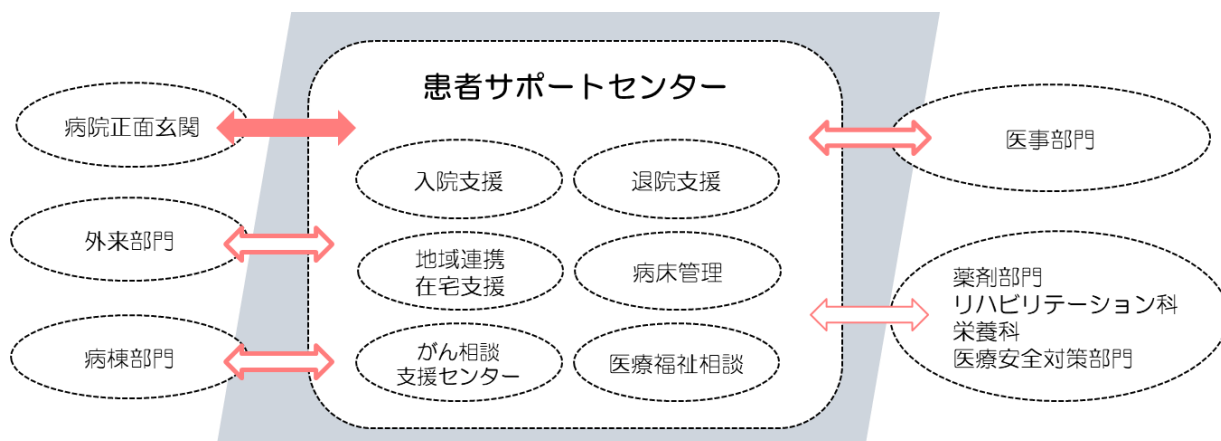 患者サポートセンター
病院正面玄関
外来部門
病棟部門
入院支援
退院支援
地域連携
在宅支援
病床管理
がん相談
支援センター
医療福祉相談
医事部門
薬剤部門
リハビリテーション科
栄養科
医療安全対策部門